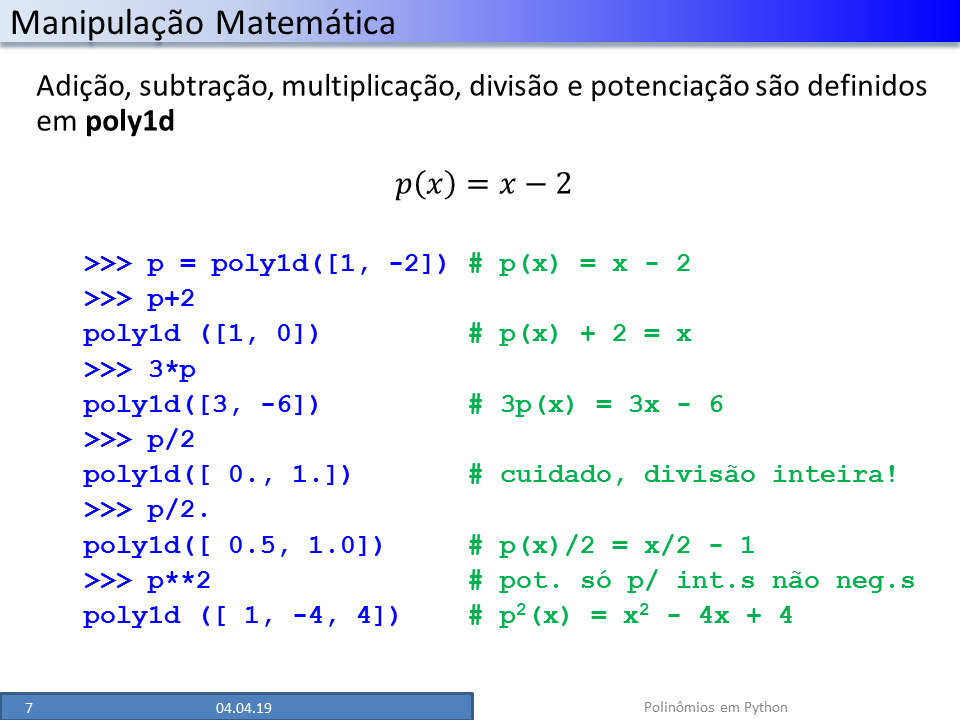 Manipulação Matemática
Adição, subtração, multiplicação, divisão e potenciação são definidos
em poly1d
𝑝(𝑥) = 𝑥 − 2
>>> p = poly1d([1, -2]) # p(x) = x - 2
>>> p+2
poly1d ([1, 0]) # p(x) + 2 = x
>>> 3*p
poly1d([3, -6]) # 3p(x) = 3x - 6
>>> p/2
poly1d([ 0., 1.]) # cuidado, divisão inteira!
>>> p/2.
poly1d([ 0.5, 1.0]) # p(x)/2 = x/2 - 1
>>> p**2 # pot. só p/ int.s não neg.s
poly1d ([ 1, -4, 4]) # p²(x) = x² - 4x + 4
7 04.04.19 Polinômios em Python